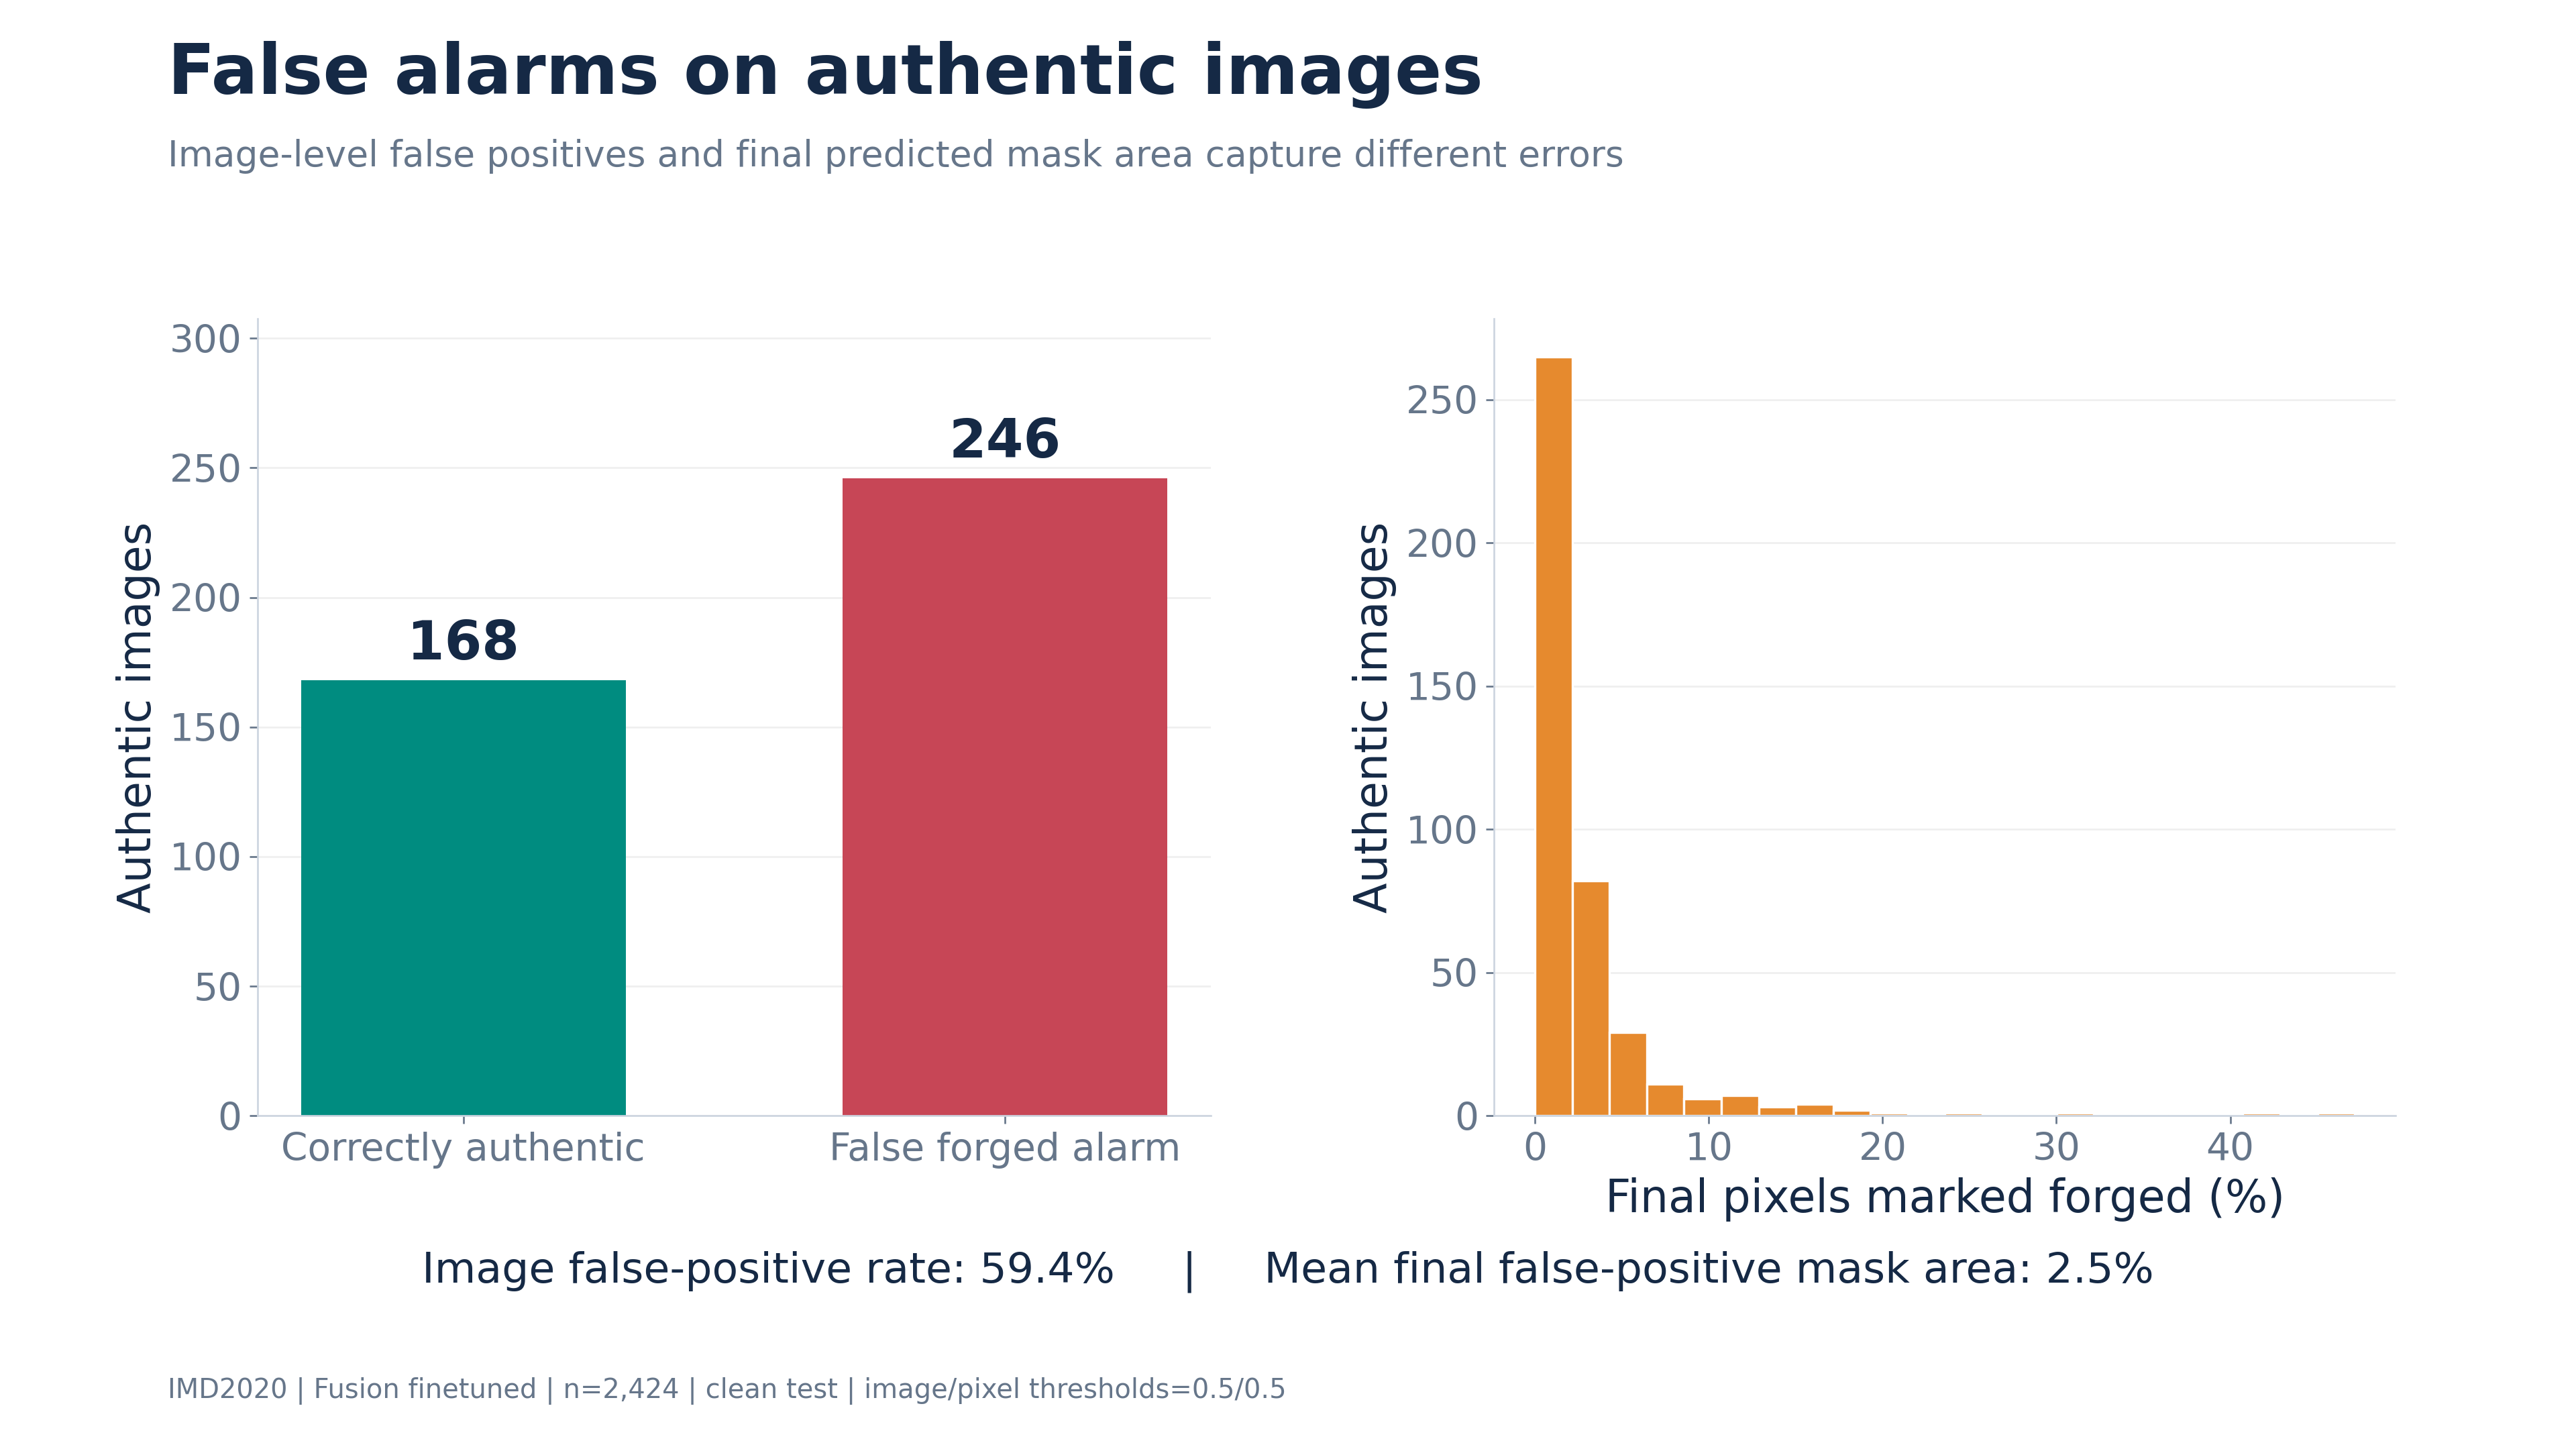 False alarms on authentic images
Image-level false positives and final predicted mask area capture different errors
Authentic images
300
250
200
150
100
50
0
168
246
Correctly authentic
False forged alarm
Authentic images
250
200
150
100
50
0
0 10 20 30 40
Final pixels marked forged (%)
Image false-positive rate: 59.4% | Mean final false-positive mask area: 2.5%
IMD2020 | Fusion finetuned | n=2,424 | clean test | image/pixel thresholds=0.5/0.5